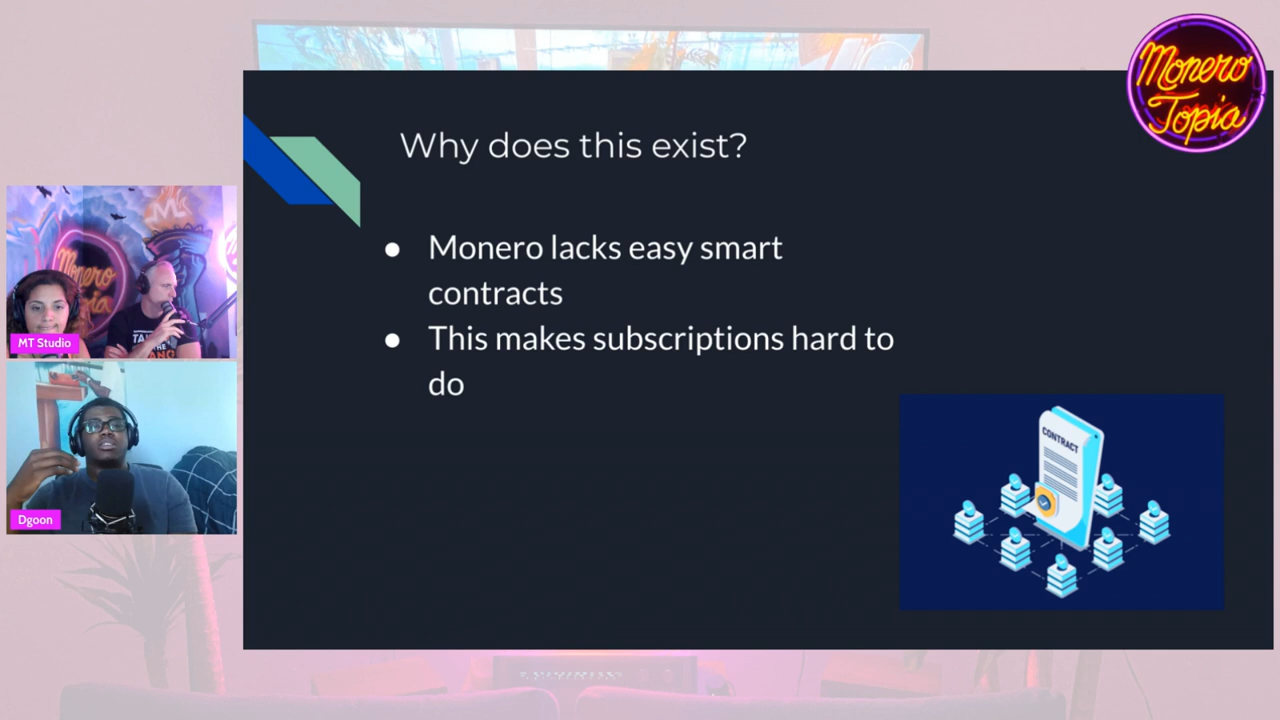 Monero
Topia
Why does this exist?
● Monero lacks easy smart
contracts
● This makes subscriptions hard to
do
CONTRACT
Monero
MT Studio
Dgoon